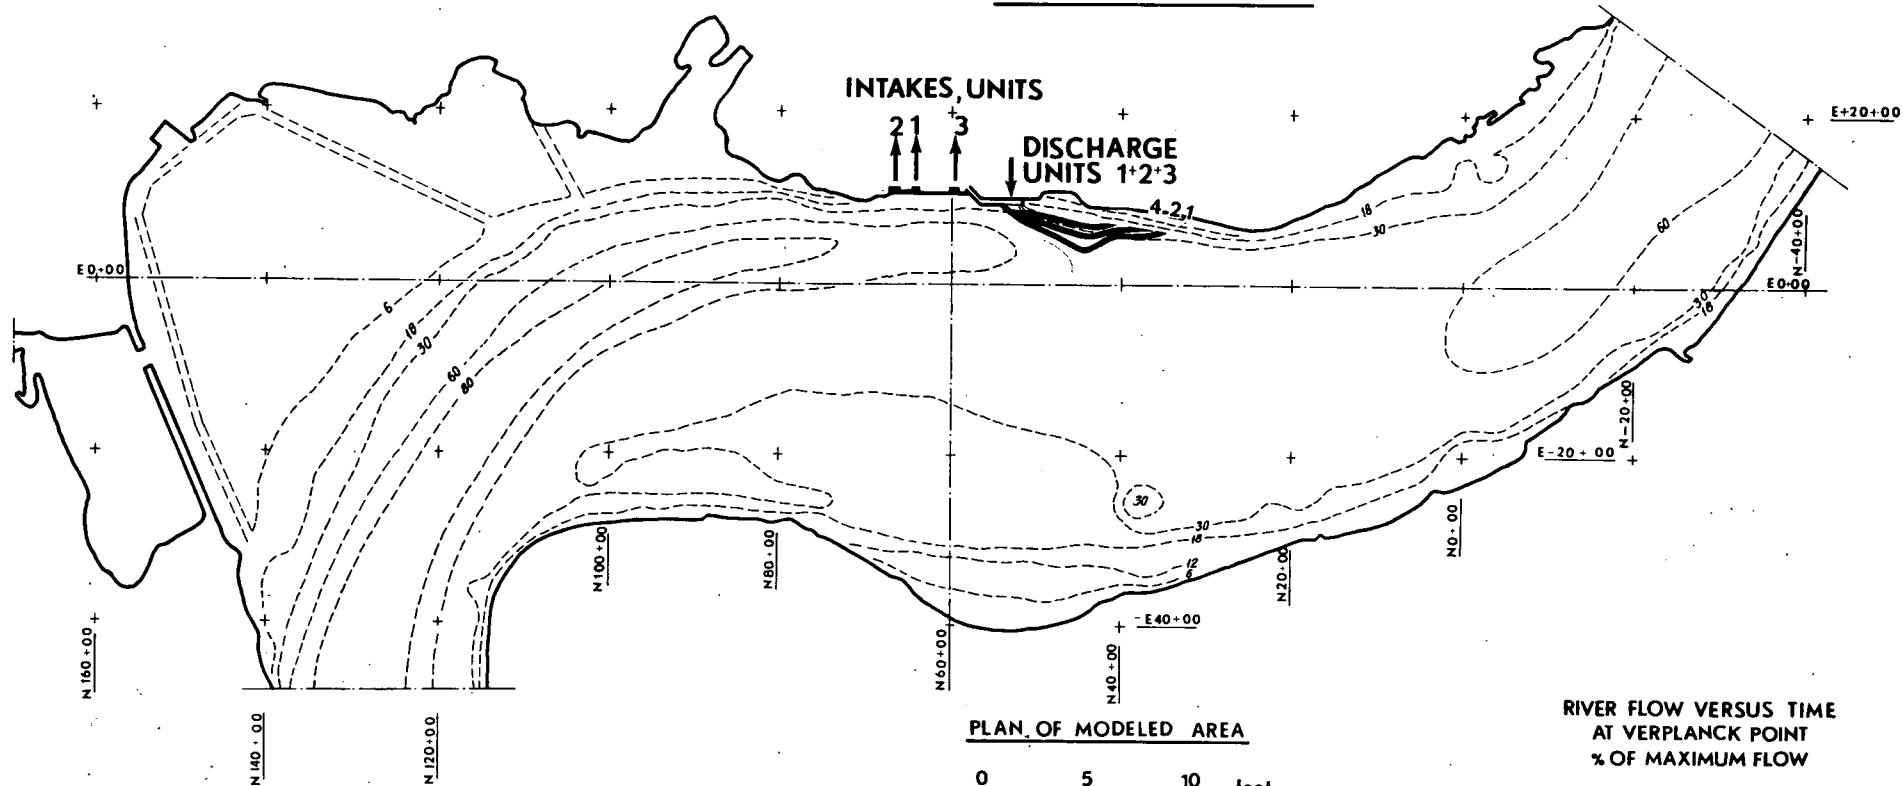 INTAKES, UNITS
2 1 3
DISCHARGE
UNITS 1+2+3
4-2,1
E+20+00
18
30
60
N-40+00
E0+00
E0+00
6
18
30
60
80
30
18
N-20+00
E-20+00
30
30
18
12
6
N100+00
N80+00
N0+00
N20+00
-E40+00
N160+00
N60+00
N40+00
N140+00
N120+00
PLAN OF MODELED AREA
0 5 10 feet
RIVER FLOW VERSUS TIME
AT VERPLANCK POINT
% OF MAXIMUM FLOW